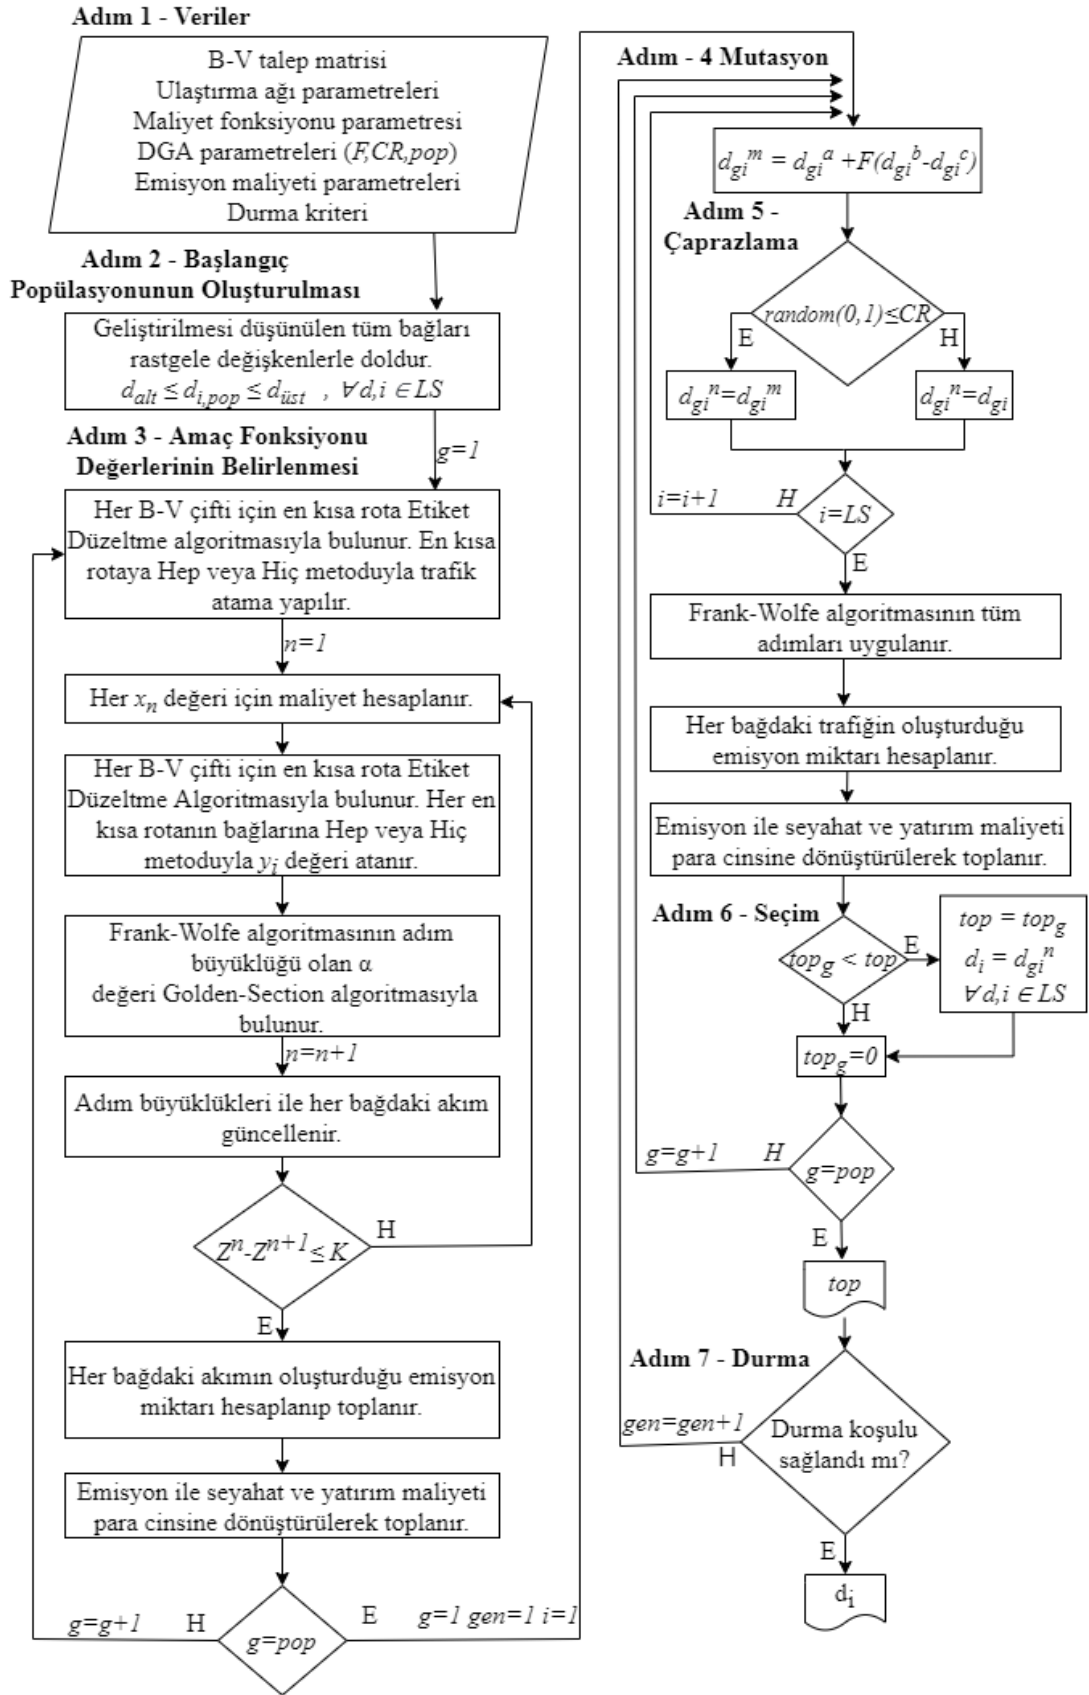 Adım 1 - Veriler
B-V talep matrisi
Ulaştırma ağı parametreleri
Maliyet fonksiyonu parametresi
DGA parametreleri (F,CR,pop)
Emisyon maliyeti parametreleri
Durma kriteri
Adım 2 - Başlangıç
Popülasyonunun Oluşturulması
Geliştirilmesi düşünülen tüm bağları
rastgele değişkenlerle doldur.
d_alt ≤ d_i,pop ≤ d_üst , ∀d,i ∈ LS
Adım 3 - Amaç Fonksiyonu
Değerlerinin Belirlenmesi
g=1
Her B-V çifti için en kısa rota Etiket
Düzeltme algoritmasıyla bulunur. En kısa
rotaya Hep veya Hiç metoduyla trafik
atama yapılır.
n=1
Her x_n değeri için maliyet hesaplanır.
Her B-V çifti için en kısa rota Etiket
Düzeltme Algoritmasıyla bulunur. Her en
kısa rotanın bağlarına Hep veya Hiç
metoduyla y_i değeri atanır.
Frank-Wolfe algoritmasının adım
büyüklüğü olan α
değeri Golden-Section algoritmasıyla
bulunur.
n=n+1
Adım büyüklükleri ile her bağdaki akım
güncellenir.
Z^n-Z^n+1 ≤ K
H
E
Her bağdaki akımın oluşturduğu emisyon
miktarı hesaplanıp toplanır.
Emisyon ile seyahat ve yatırım maliyeti
para cinsine dönüştürülerek toplanır.
g=pop
g=g+1
H
E
g=1 gen=1 i=1
Adım - 4 Mutasyon
d_gi^m = d_gi^a +F(d_gi^b-d_gi^c)
Adım 5 -
Çaprazlama
random(0,1)≤CR
E
H
d_gi^n=d_gi^m
d_gi^n=d_gi
i=i+1
H
i=LS
E
Frank-Wolfe algoritmasının tüm
adımları uygulanır.
Her bağdaki trafiğin oluşturduğu
emisyon miktarı hesaplanır.
Emisyon ile seyahat ve yatırım maliyeti
para cinsine dönüştürülerek toplanır.
Adım 6 - Seçim
top_g < top
E
top = top_g
d_i = d_gi^n
∀d,i ∈ LS
H
top_g=0
g=g+1
H
g=pop
E
top
Adım 7 - Durma
gen=gen+1
H
Durma koşulu
sağlandı mı?
E
d_i